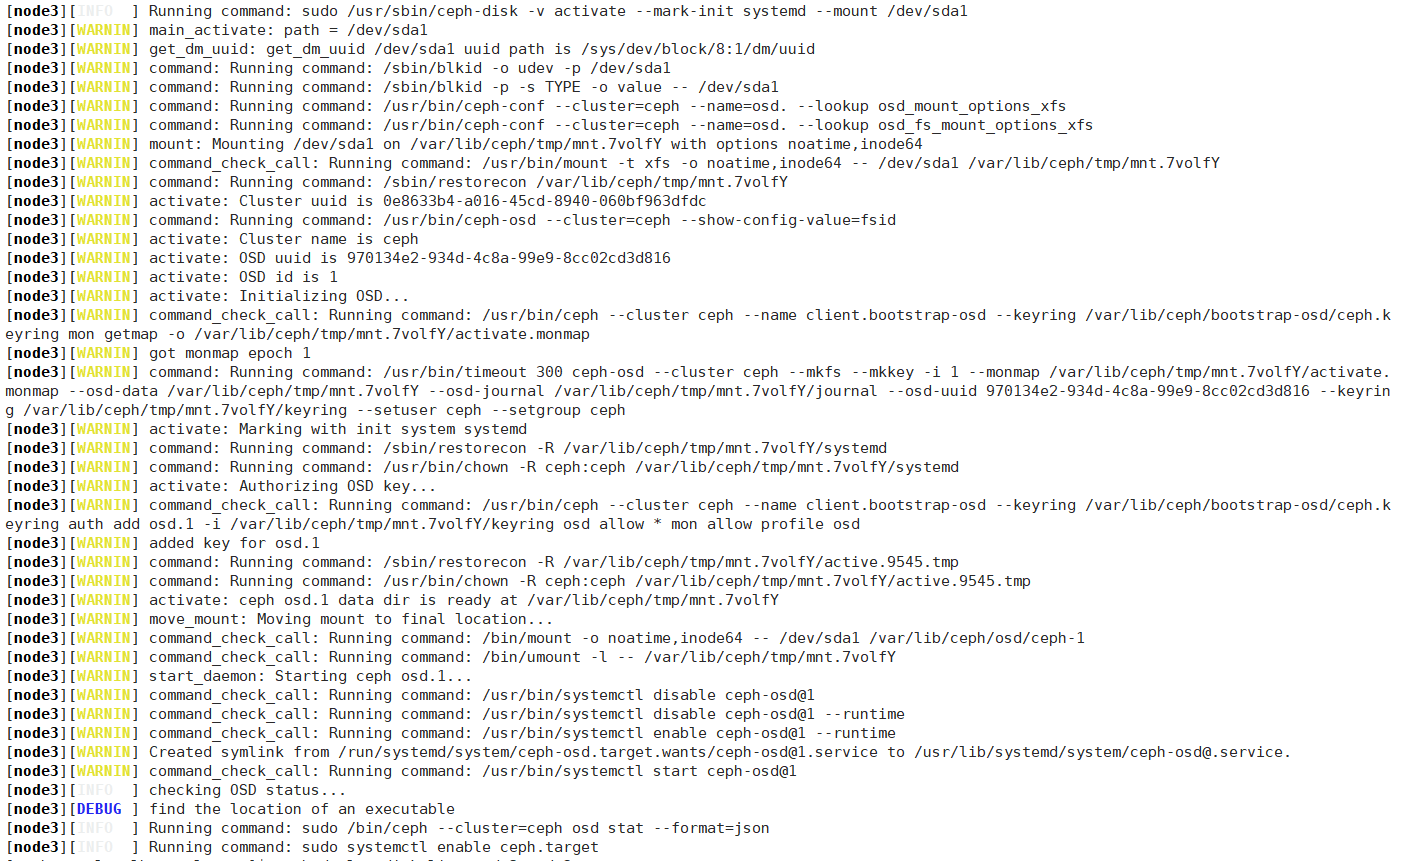 [node3][INFO  ] Running command: sudo /usr/sbin/ceph-disk -v activate --mark-init systemd --mount /dev/sda1
[node3][WARNIN] main_activate: path = /dev/sda1
[node3][WARNIN] get_dm_uuid: get_dm_uuid /dev/sda1 uuid path is /sys/dev/block/8:1/dm/uuid
[node3][WARNIN] command: Running command: /sbin/blkid -o udev -p /dev/sda1
[node3][WARNIN] command: Running command: /sbin/blkid -p -s TYPE -o value -- /dev/sda1
[node3][WARNIN] command: Running command: /usr/bin/ceph-conf --cluster=ceph --name=osd. --lookup osd_mount_options_xfs
[node3][WARNIN] command: Running command: /usr/bin/ceph-conf --cluster=ceph --name=osd. --lookup osd_fs_mount_options_xfs
[node3][WARNIN] mount: Mounting /dev/sda1 on /var/lib/ceph/tmp/mnt.7volfY with options noatime,inode64
[node3][WARNIN] command_check_call: Running command: /usr/bin/mount -t xfs -o noatime,inode64 -- /dev/sda1 /var/lib/ceph/tmp/mnt.7volfY
[node3][WARNIN] command: Running command: /sbin/restorecon /var/lib/ceph/tmp/mnt.7volfY
[node3][WARNIN] activate: Cluster uuid is 0e8633b4-a016-45cd-8940-060bf963dfdc
[node3][WARNIN] command: Running command: /usr/bin/ceph-osd --cluster=ceph --show-config-value=fsid
[node3][WARNIN] activate: Cluster name is ceph
[node3][WARNIN] activate: OSD uuid is 970134e2-934d-4c8a-99e9-8cc02cd3d816
[node3][WARNIN] activate: OSD id is 1
[node3][WARNIN] activate: Initializing OSD...
[node3][WARNIN] command_check_call: Running command: /usr/bin/ceph --cluster ceph --name client.bootstrap-osd --keyring /var/lib/ceph/bootstrap-osd/ceph.k
eyring mon getmap -o /var/lib/ceph/tmp/mnt.7volfY/activate.monmap
[node3][WARNIN] got monmap epoch 1
[node3][WARNIN] command: Running command: /usr/bin/timeout 300 ceph-osd --cluster ceph --mkfs --mkkey -i 1 --monmap /var/lib/ceph/tmp/mnt.7volfY/activate.
monmap --osd-data /var/lib/ceph/tmp/mnt.7volfY --osd-journal /var/lib/ceph/tmp/mnt.7volfY/journal --osd-uuid 970134e2-934d-4c8a-99e9-8cc02cd3d816 --keyrin
g /var/lib/ceph/tmp/mnt.7volfY/keyring --setuser ceph --setgroup ceph
[node3][WARNIN] activate: Marking with init system systemd
[node3][WARNIN] command: Running command: /sbin/restorecon -R /var/lib/ceph/tmp/mnt.7volfY/systemd
[node3][WARNIN] command: Running command: /usr/bin/chown -R ceph:ceph /var/lib/ceph/tmp/mnt.7volfY/systemd
[node3][WARNIN] activate: Authorizing OSD key...
[node3][WARNIN] command_check_call: Running command: /usr/bin/ceph --cluster ceph --name client.bootstrap-osd --keyring /var/lib/ceph/bootstrap-osd/ceph.k
eyring auth add osd.1 -i /var/lib/ceph/tmp/mnt.7volfY/keyring osd allow * mon allow profile osd
[node3][WARNIN] added key for osd.1
[node3][WARNIN] command: Running command: /sbin/restorecon -R /var/lib/ceph/tmp/mnt.7volfY/active.9545.tmp
[node3][WARNIN] command: Running command: /usr/bin/chown -R ceph:ceph /var/lib/ceph/tmp/mnt.7volfY/active.9545.tmp
[node3][WARNIN] activate: ceph osd.1 data dir is ready at /var/lib/ceph/tmp/mnt.7volfY
[node3][WARNIN] move_mount: Moving mount to final location...
[node3][WARNIN] command_check_call: Running command: /bin/mount -o noatime,inode64 -- /dev/sda1 /var/lib/ceph/osd/ceph-1
[node3][WARNIN] command_check_call: Running command: /bin/umount -l -- /var/lib/ceph/tmp/mnt.7volfY
[node3][WARNIN] start_daemon: Starting ceph osd.1...
[node3][WARNIN] command_check_call: Running command: /usr/bin/systemctl disable ceph-osd@1
[node3][WARNIN] command_check_call: Running command: /usr/bin/systemctl disable ceph-osd@1 --runtime
[node3][WARNIN] command_check_call: Running command: /usr/bin/systemctl enable ceph-osd@1 --runtime
[node3][WARNIN] Created symlink from /run/systemd/system/ceph-osd.target.wants/ceph-osd@1.service to /usr/lib/systemd/system/ceph-osd@.service.
[node3][WARNIN] command_check_call: Running command: /usr/bin/systemctl start ceph-osd@1
[node3][INFO  ] checking OSD status...
[node3][DEBUG ] find the location of an executable
[node3][INFO  ] Running command: sudo /bin/ceph --cluster=ceph osd stat --format=json
[node3][INFO  ] Running command: sudo systemctl enable ceph.target